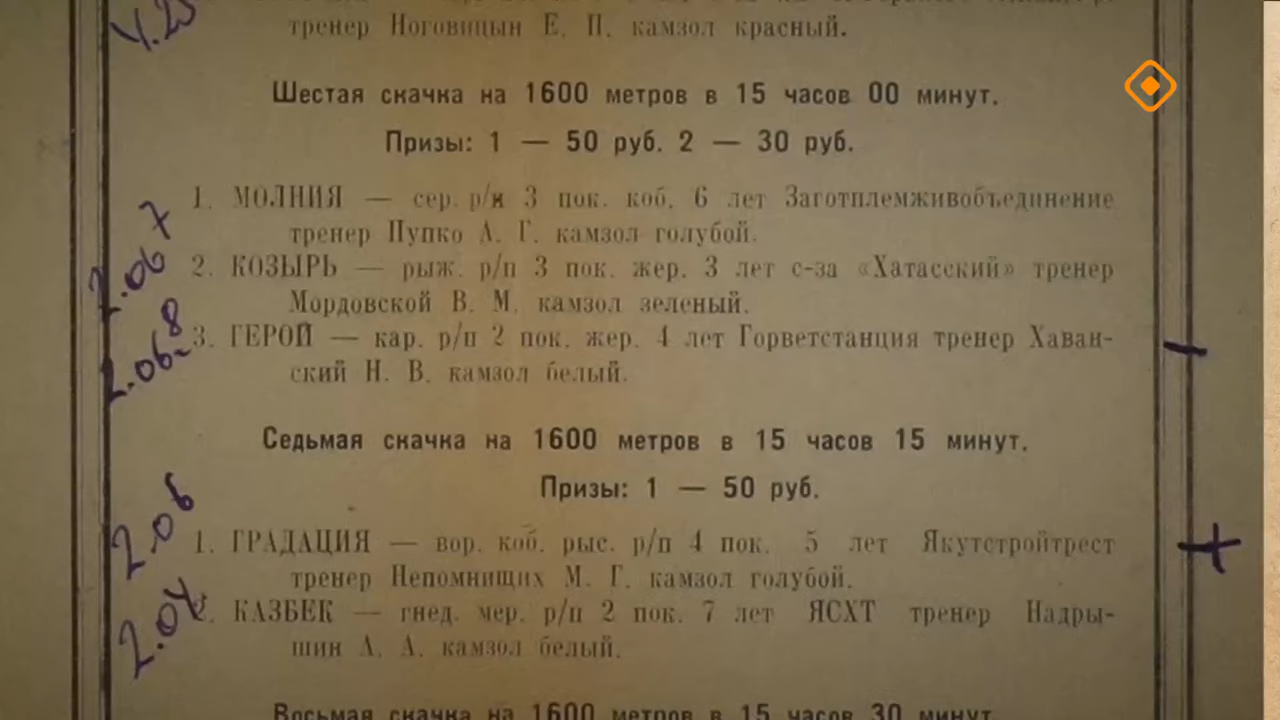 тренер Ноговицын Е. П. камзол красный.
Шестая скачка на 1600 метров в 15 часов 00 минут.
Призы: 1 — 50 руб. 2 — 30 руб.
1. МОЛНИЯ — сер. р/п 3 пок. коб. 6 лет Заготплемживобъединение
тренер Пупко А. Г. камзол голубой.
2. КОЗЫРЬ — рыж. р/п 3 пок. жер. 3 лет с-за «Хатасский» тренер
Мордовской В. М. камзол зеленый.
3. ГЕРОЙ — кар. р/п 2 пок. жер. 4 лет Горветстанция тренер Хаван-
ский Н. В. камзол белый.
Седьмая скачка на 1600 метров в 15 часов 15 минут.
Призы: 1 — 50 руб.
1. ГРАДАЦИЯ — вор. коб. рыс. р/п 4 пок. 5 лет Якутстройтрест
тренер Непомнищих М. Г. камзол голубой.
2. КАЗБЕК — гнед. мер. р/п 2 пок. 7 лет ЯСХТ тренер Надры-
шин А. А. камзол белый.
Восьмая скачка на 1600 метров в 15 часов 30 минут.
2.06 7
2.06.8
2.06
2.04